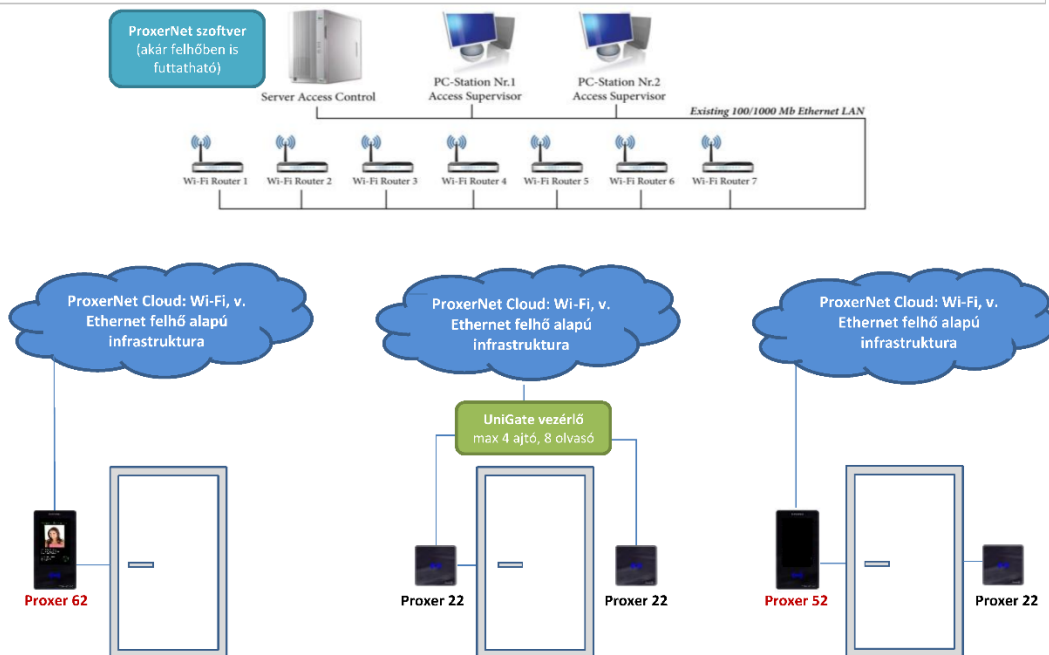 ProxerNet szoftver
(akár felhőben is
futtatható)
Server Access Control
PC-Station Nr.1
Access Supervisor
PC-Station Nr.2
Access Supervisor
Existing 100/1000 Mb Ethernet LAN
Wi-Fi Router 1
Wi-Fi Router 2
Wi-Fi Router 3
Wi-Fi Router 4
Wi-Fi Router 5
Wi-Fi Router 6
Wi-Fi Router 7
ProxerNet Cloud: Wi-Fi, v.
Ethernet felhő alapú
infrastruktura
ProxerNet Cloud: Wi-Fi, v.
Ethernet felhő alapú
infrastruktura
ProxerNet Cloud: Wi-Fi, v.
Ethernet felhő alapú
infrastruktura
UniGate vezérlő
max 4 ajtó, 8 olvasó
Proxer 62
Proxer 22
Proxer 22
Proxer 52
Proxer 22